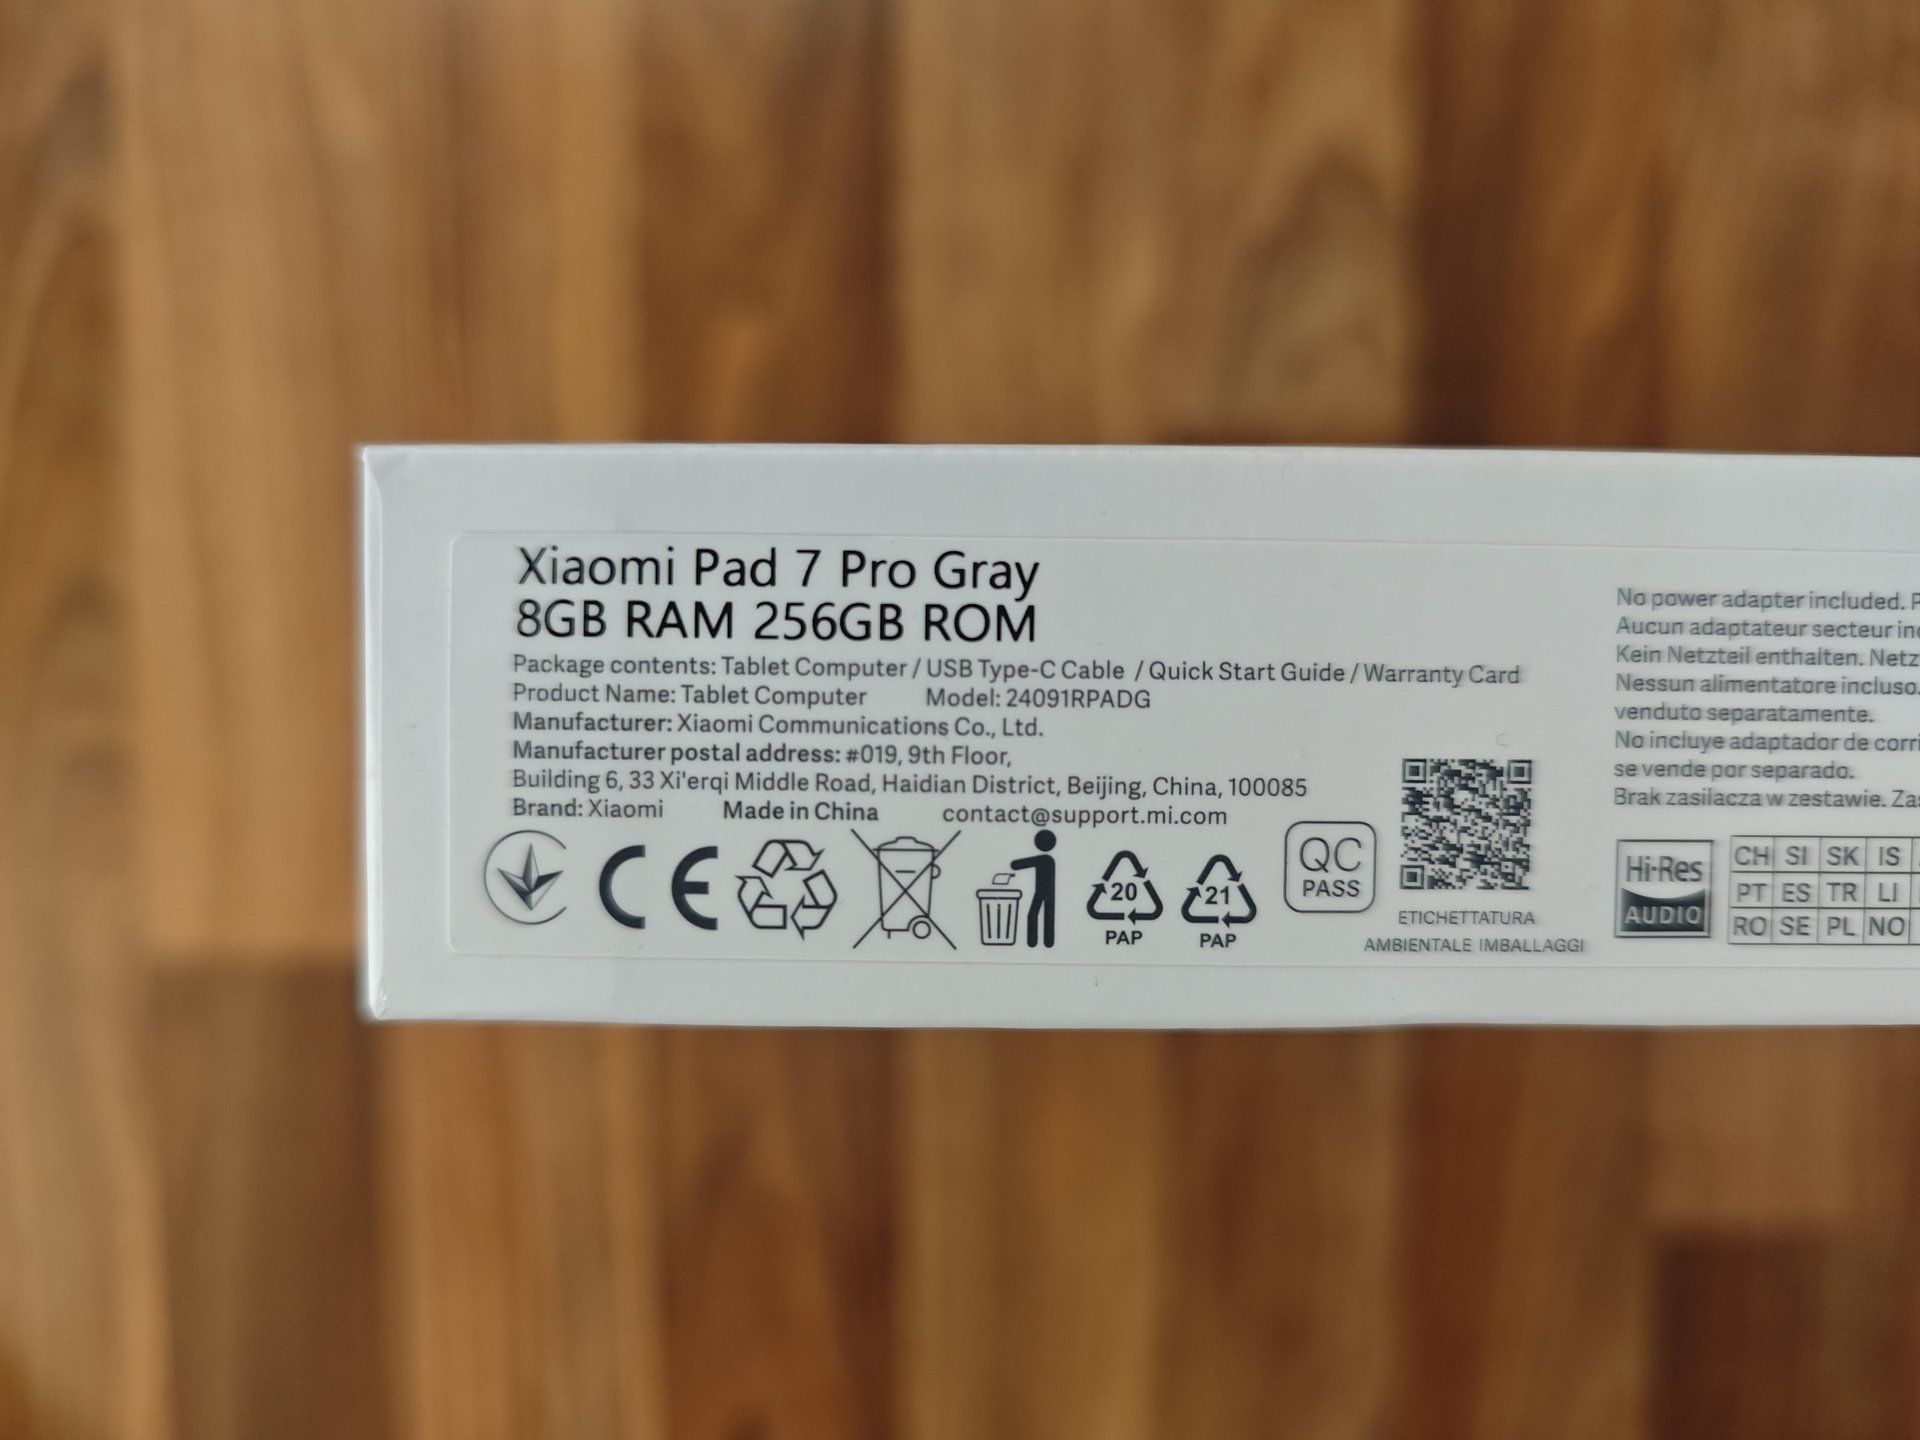 Xiaomi Pad 7 Pro Gray
8GB RAM 256GB ROM
Package contents: Tablet Computer / USB Type-C Cable / Quick Start Guide / Warranty Card
Product Name: Tablet Computer Model: 24091RPADG
Manufacturer: Xiaomi Communications Co., Ltd.
Manufacturer postal address: #019, 9th Floor,
Building 6, 33 Xi'erqi Middle Road, Haidian District, Beijing, China, 100085
Brand: Xiaomi Made in China contact@support.mi.com
CE
20
PAP
21
PAP
QC
PASS
ETICHETTATURA
AMBIENTALE IMBALLAGGI
No power adapter included.
Aucun adaptateur secteur
Kein Netzteil enthalten.
Nessun alimentatore incluso.
venduto separatamente.
No incluye adaptador de
se vende por separado.
Brak zasilacza w zestawie.
Hi-Res
AUDIO
CH SI SK IS
PT ES TR LI
RO SE PL NO